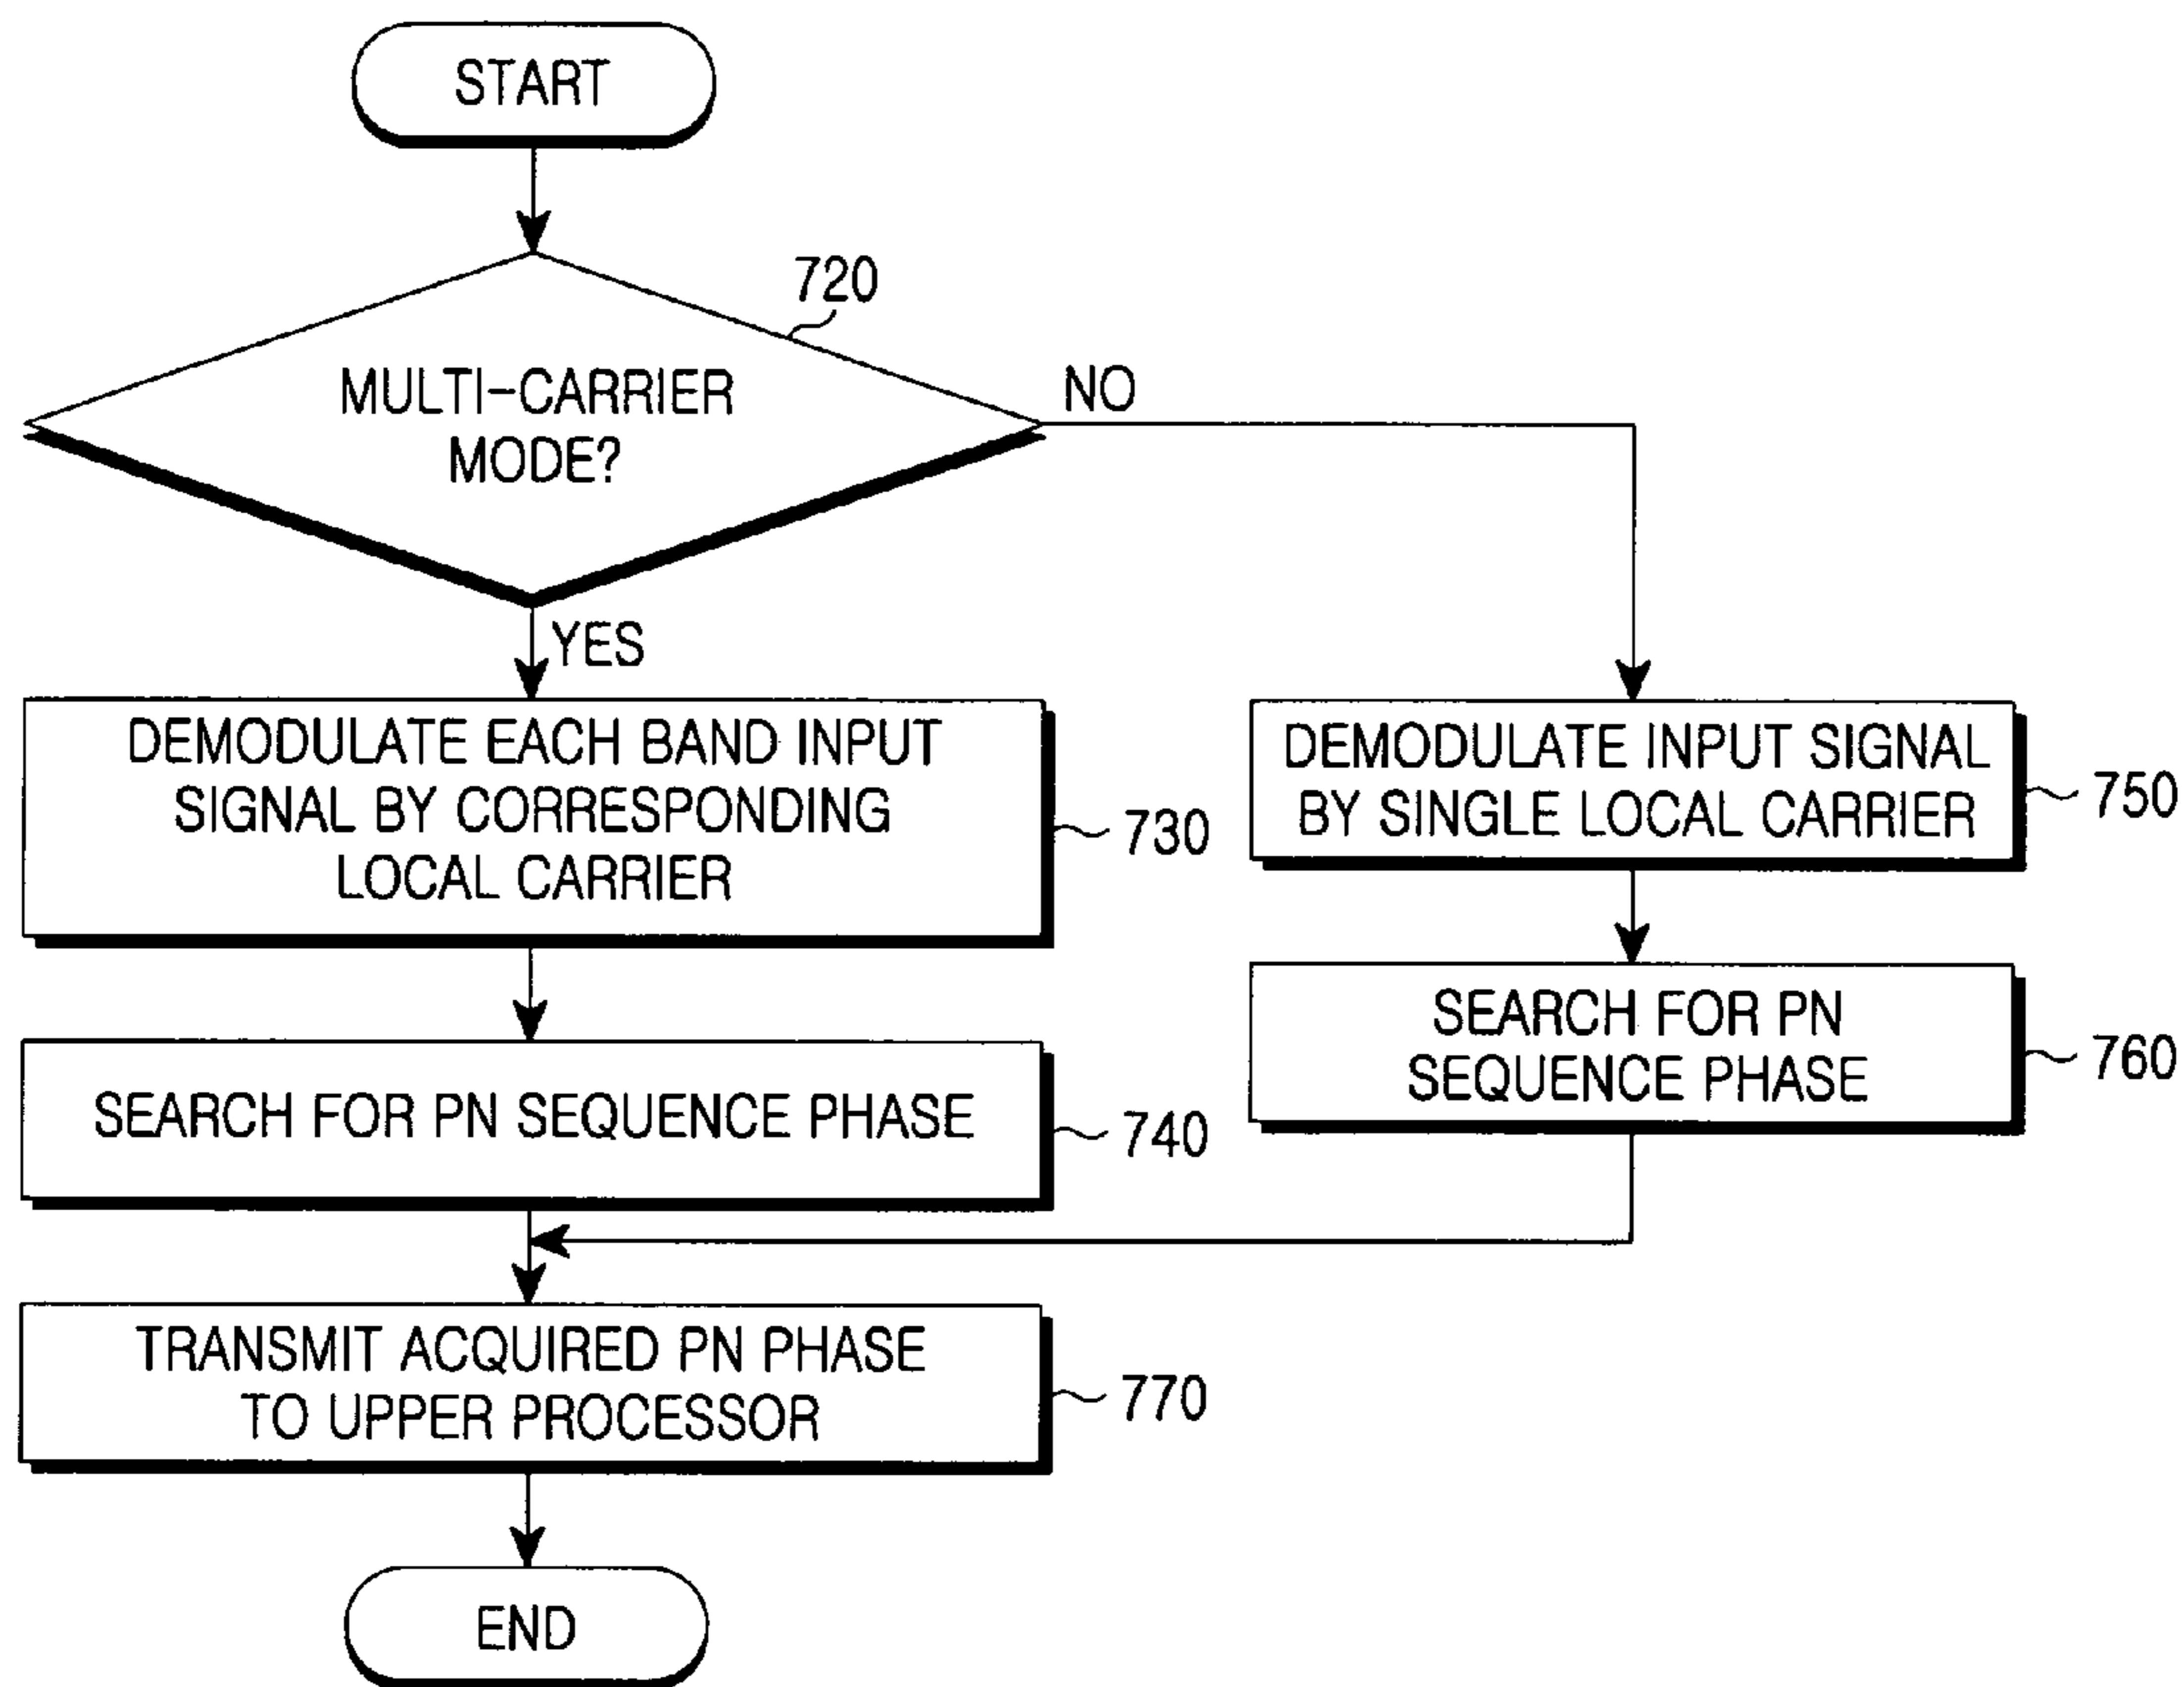 START
720
MULTI-CARRIER
MODE?
NO
YES
DEMODULATE EACH BAND INPUT
SIGNAL BY CORRESPONDING
LOCAL CARRIER
730
DEMODULATE INPUT SIGNAL
BY SINGLE LOCAL CARRIER
750
SEARCH FOR PN SEQUENCE PHASE
740
SEARCH FOR PN
SEQUENCE PHASE
760
TRANSMIT ACQUIRED PN PHASE
TO UPPER PROCESSOR
770
END